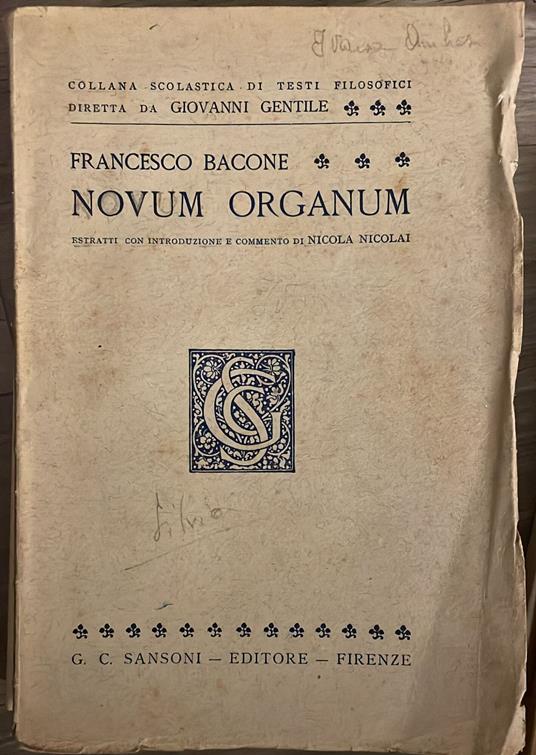 COLLANA SCOLASTICA DI TESTI FILOSOFICI
DIRETTA DA GIOVANNI GENTILE
FRANCESCO BACONE
NOVUM ORGANUM
ESTRATTI CON INTRODUZIONE E COMMENTO DI NICOLA NICOLAI
Silvia
G. C. SANSONI — EDITORE — FIRENZE